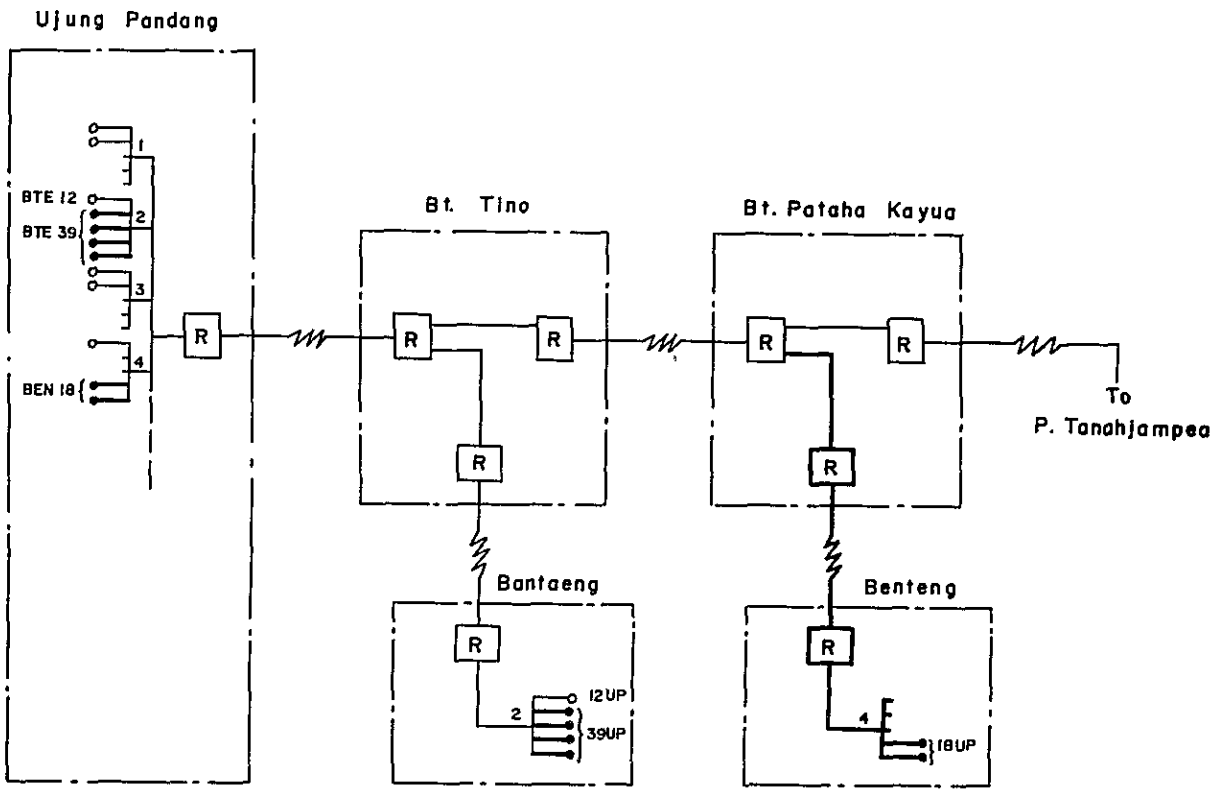 Ujung Pandang
1
BTE 12
2
BTE 39
3
4
BEN 18
R
Bt. Tino
R
R
R
Bt. Pataha Kayua
R
R
R
To
P. Tanahjampea
Bantaeng
R
2
12UP
39UP
Benteng
R
4
18UP